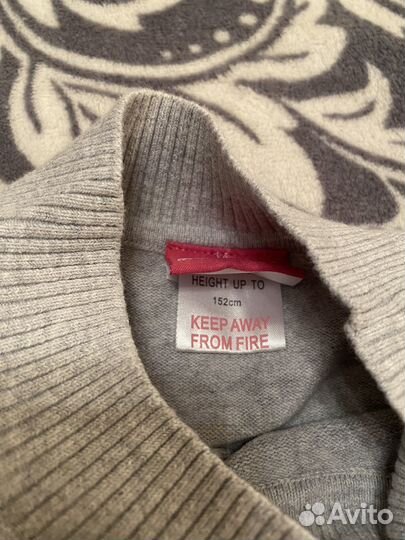 HEIGHT UP TO
152cm
KEEP AWAY
FROM FIRE
Avito